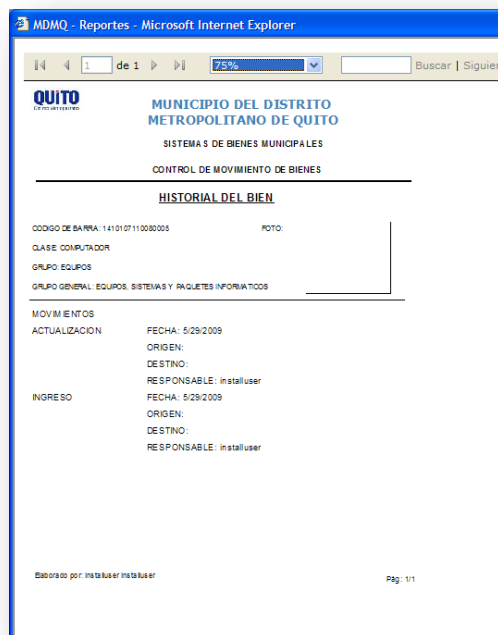 MDMQ - Reportes - Microsoft Internet Explorer
1 de 1 75% Buscar | Siguien
QUITO
MUNICIPIO DEL DISTRITO
METROPOLITANO DE QUITO
SISTEMAS DE BIENES MUNICIPALES
CONTROL DE MOVIMIENTO DE BIENES
HISTORIAL DEL BIEN
CODIGO DE BARRA: 1410107110080005 FOTO:
CLASE: COMPUTADOR
GRUPO: EQUIPOS
GRUPO GENERAL: EQUIPOS, SISTEMAS Y PAQUETES INFORMATICOS
MOVIMIENTOS
ACTUALIZACION FECHA: 5/29/2009
ORIGEN:
DESTINO:
RESPONSABLE: installuser
INGRESO FECHA: 5/29/2009
ORIGEN:
DESTINO:
RESPONSABLE: installuser
Elaborado por: installuser installuser Pág: 1/1